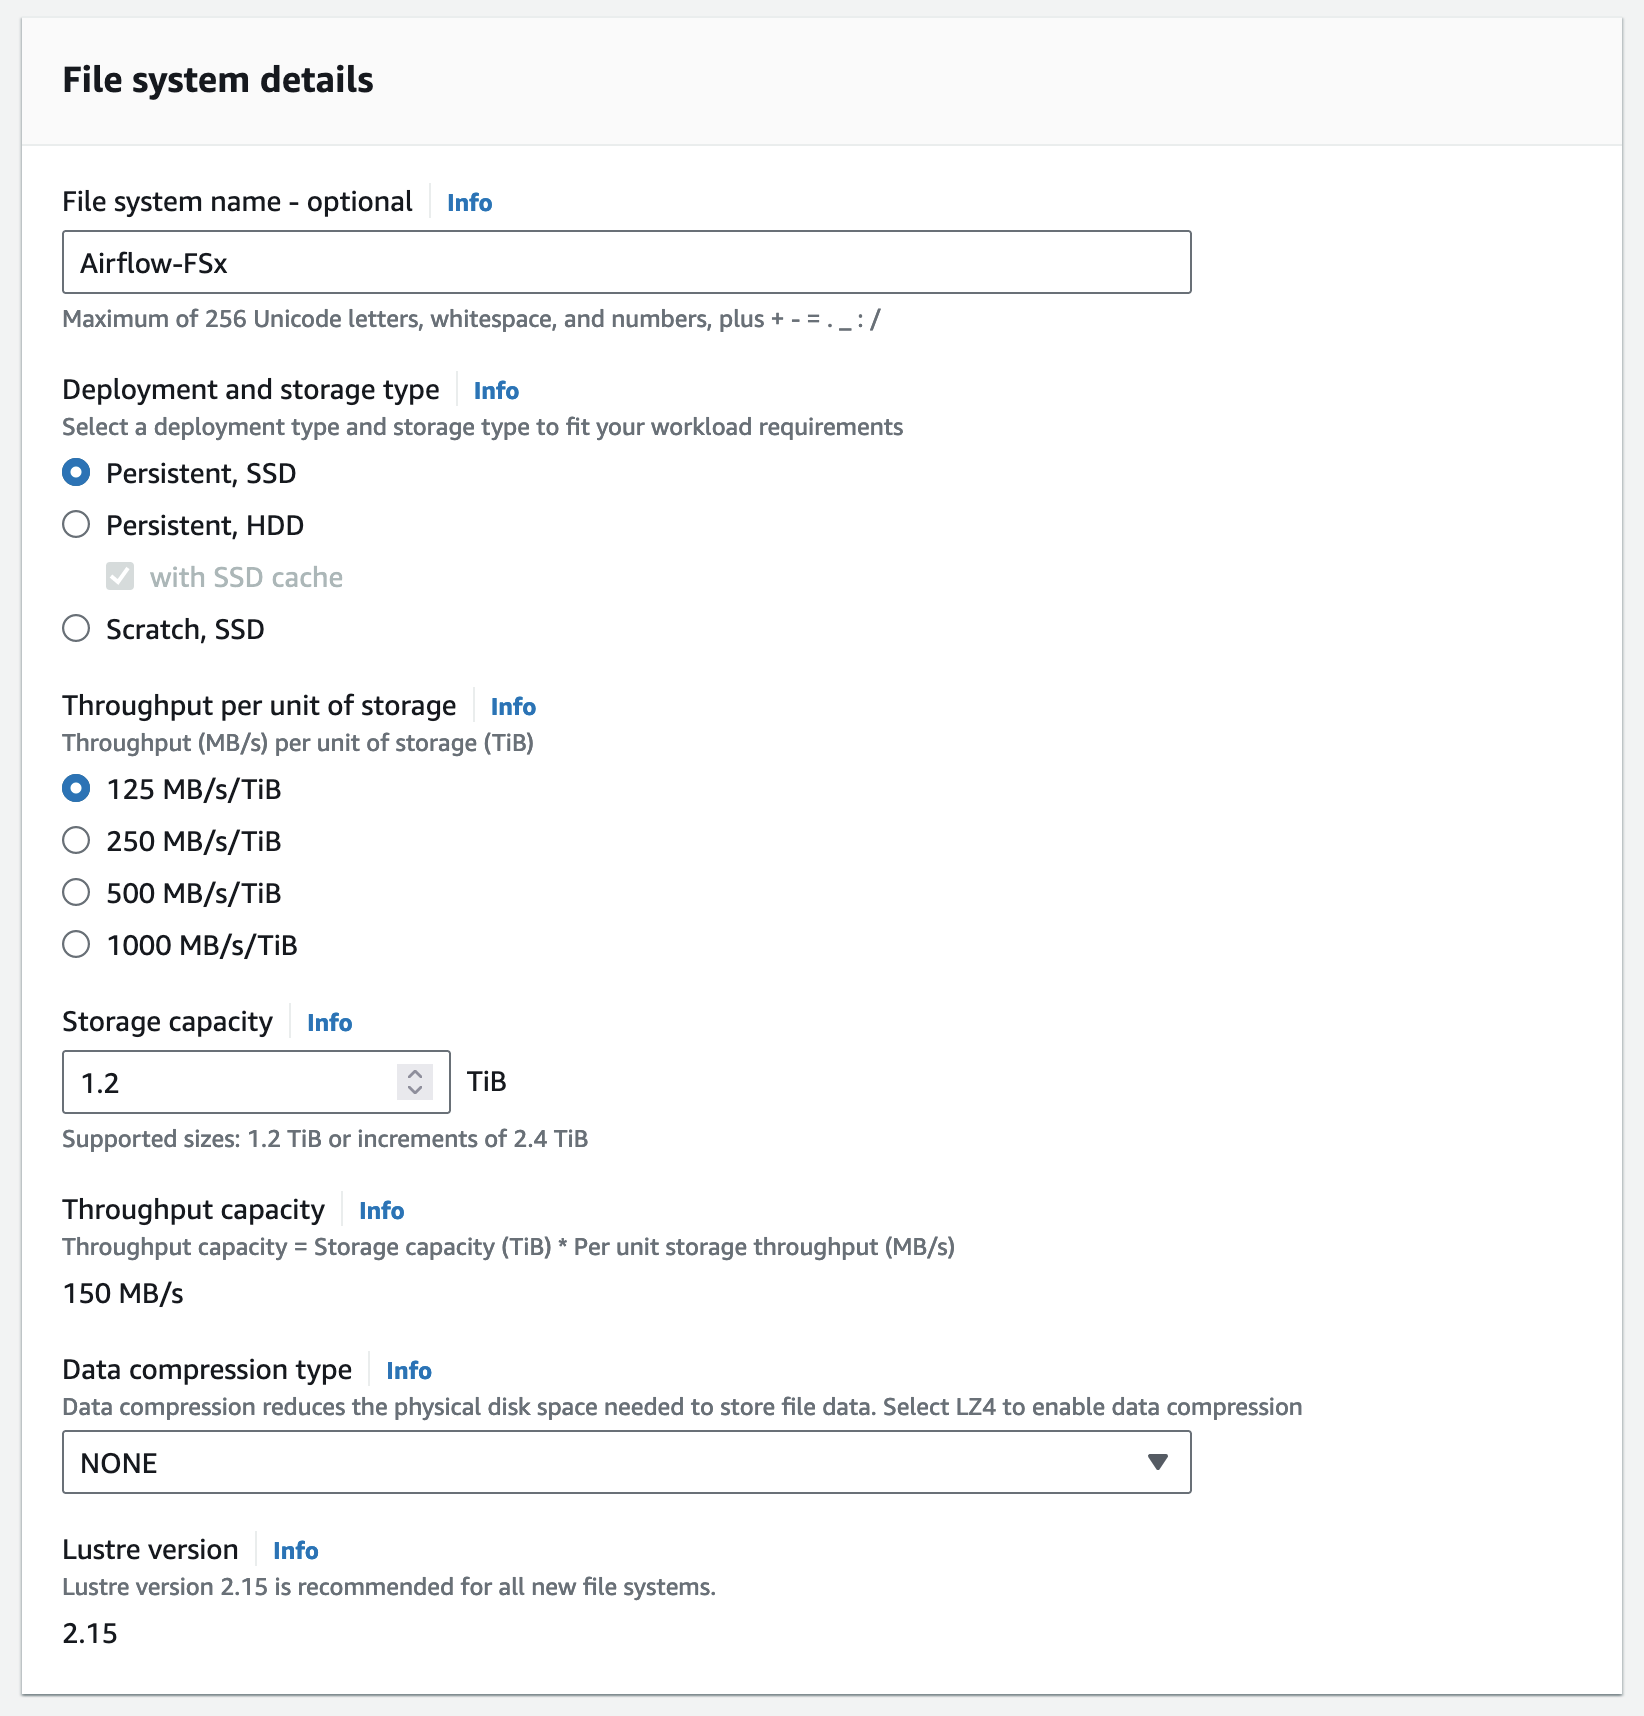 File system details
File system name - optional Info
Airflow-FSx
Maximum of 256 Unicode letters, whitespace, and numbers, plus + - = . _ : /
Deployment and storage type Info
Select a deployment type and storage type to fit your workload requirements
Persistent, SSD
Persistent, HDD
with SSD cache
Scratch, SSD
Throughput per unit of storage Info
Throughput (MB/s) per unit of storage (TiB)
125 MB/s/TiB
250 MB/s/TiB
500 MB/s/TiB
1000 MB/s/TiB
Storage capacity Info
1.2 TiB
Supported sizes: 1.2 TiB or increments of 2.4 TiB
Throughput capacity Info
Throughput capacity = Storage capacity (TiB) * Per unit storage throughput (MB/s)
150 MB/s
Data compression type Info
Data compression reduces the physical disk space needed to store file data. Select LZ4 to enable data compression
NONE
Lustre version Info
Lustre version 2.15 is recommended for all new file systems.
2.15